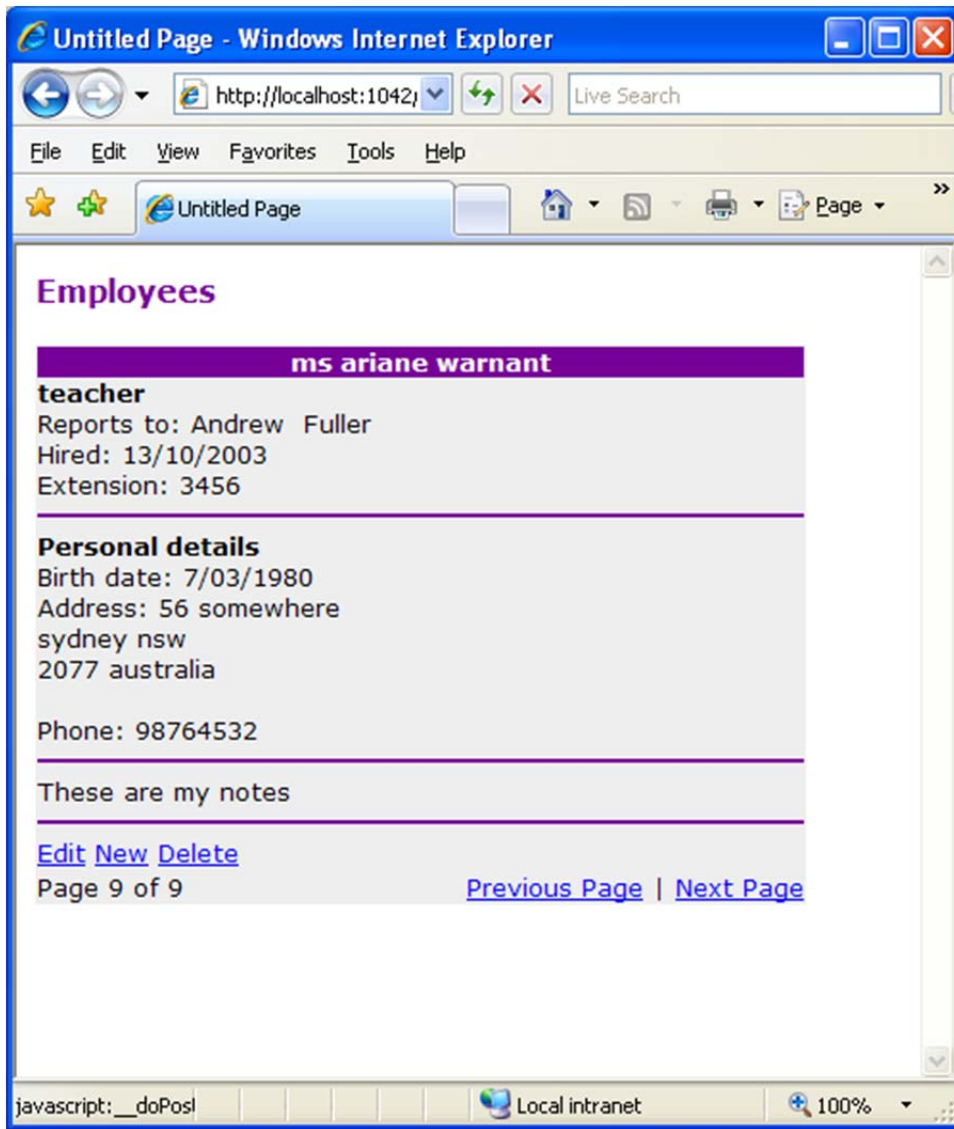 Untitled Page - Windows Internet Explorer
http://localhost:1042/
Live Search
File Edit View Favorites Tools Help
Untitled Page
Page
Employees
ms ariane warnant
teacher
Reports to: Andrew Fuller
Hired: 13/10/2003
Extension: 3456
Personal details
Birth date: 7/03/1980
Address: 56 somewhere
sydney nsw
2077 australia
Phone: 98764532
These are my notes
Edit New Delete
Page 9 of 9 Previous Page | Next Page
javascript:__doPos Local intranet 100%